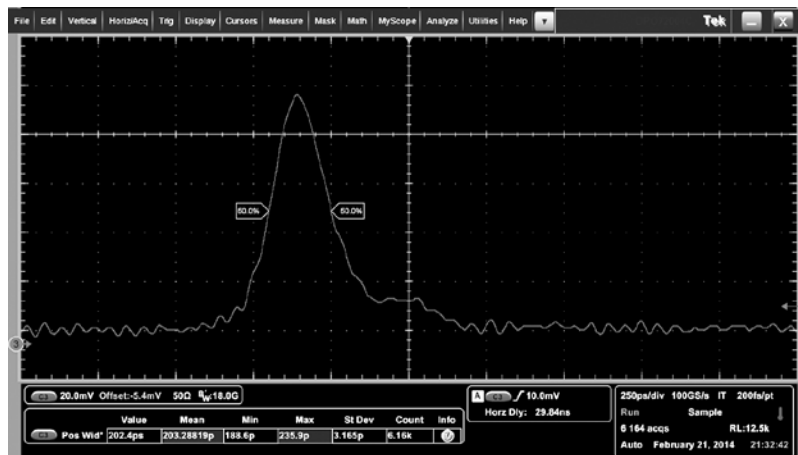 File Edit Vertical Horiz/Acq Trig Display Cursors Measure Mask Math MyScope Analyze Utilities Help Tek X
50.0% 50.0%
3
C3 20.0mV Offset:-5.4mV 50Ω BW:18.0G
A C3 10.0mV
Horz Dly: 29.84ns
250ps/div 100GS/s IT 200fs/pt
Run Sample
6 164 acqs RL:12.5k
Auto February 21, 2014 21:32:42
Value Mean Min Max St Dev Count Info
C3 Pos Wid* 202.4ps 203.28819p 188.6p 235.9p 3.165p 6.16k